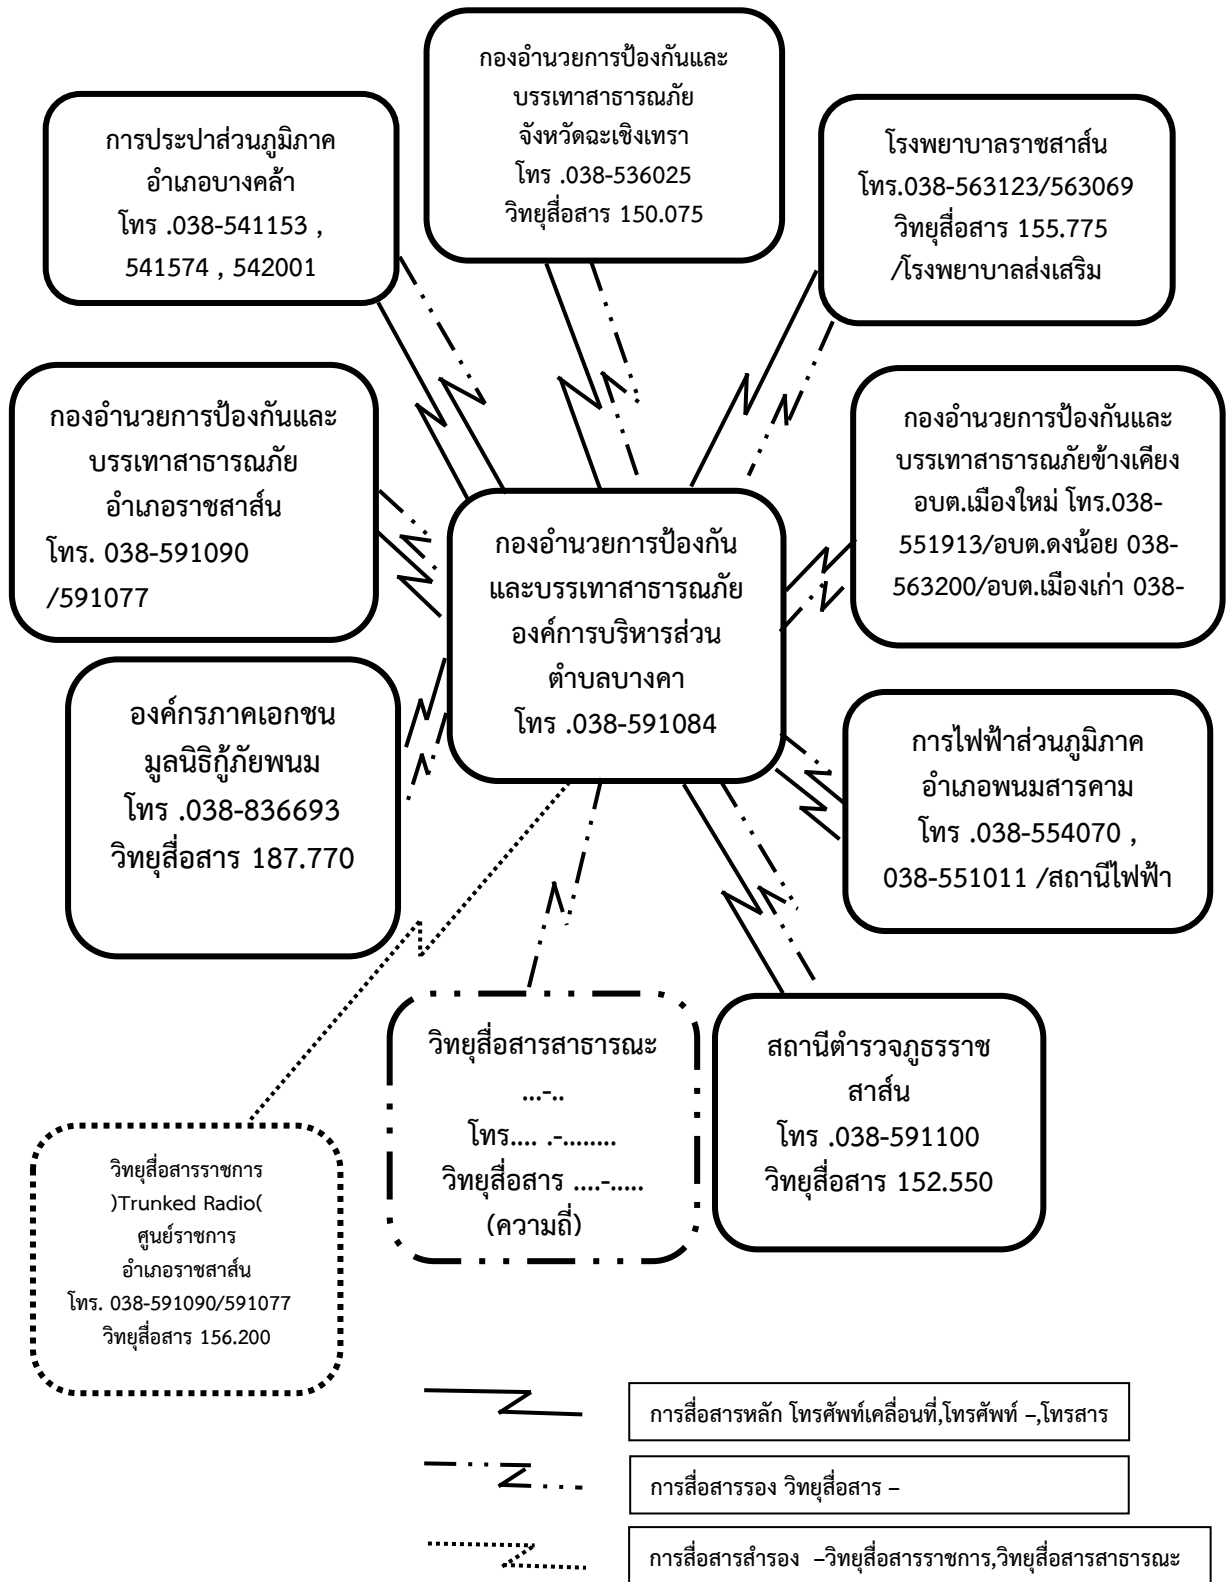 กองอำนวยการป้องกันและ
บรรเทาสาธารณภัย
จังหวัดฉะเชิงเทรา
โทร .038-536025
วิทยุสื่อสาร 150.075
การประปาส่วนภูมิภาค
อำเภอบางคล้า
โทร .038-541153 ,
541574 , 542001
โรงพยาบาลราชสาส์น
โทร.038-563123/563069
วิทยุสื่อสาร 155.775
/โรงพยาบาลส่งเสริม
กองอำนวยการป้องกันและ
บรรเทาสาธารณภัย
อำเภอราชสาส์น
โทร. 038-591090
/591077
กองอำนวยการป้องกันและ
บรรเทาสาธารณภัยข้างเคียง
อบต.เมืองใหม่ โทร.038-
551913/อบต.ดงน้อย 038-
563200/อบต.เมืองเก่า 038-
กองอำนวยการป้องกัน
และบรรเทาสาธารณภัย
องค์การบริหารส่วน
ตำบลบางคา
โทร .038-591084
องค์กรภาคเอกชน
มูลนิธิกู้ภัยพนม
โทร .038-836693
วิทยุสื่อสาร 187.770
การไฟฟ้าส่วนภูมิภาค
อำเภอพนมสารคาม
โทร .038-554070 ,
038-551011 /สถานีไฟฟ้า
วิทยุสื่อสารสาธารณะ
...-..
โทร.... .-........
วิทยุสื่อสาร ....-.....
(ความถี่)
สถานีตำรวจภูธรราช
สาส์น
โทร .038-591100
วิทยุสื่อสาร 152.550
วิทยุสื่อสารราชการ
)Trunked Radio(
ศูนย์ราชการ
อำเภอราชสาส์น
โทร. 038-591090/591077
วิทยุสื่อสาร 156.200
การสื่อสารหลัก โทรศัพท์เคลื่อนที่,โทรศัพท์ –,โทรสาร
การสื่อสารรอง วิทยุสื่อสาร –
การสื่อสารสำรอง –วิทยุสื่อสารราชการ,วิทยุสื่อสารสาธารณะ